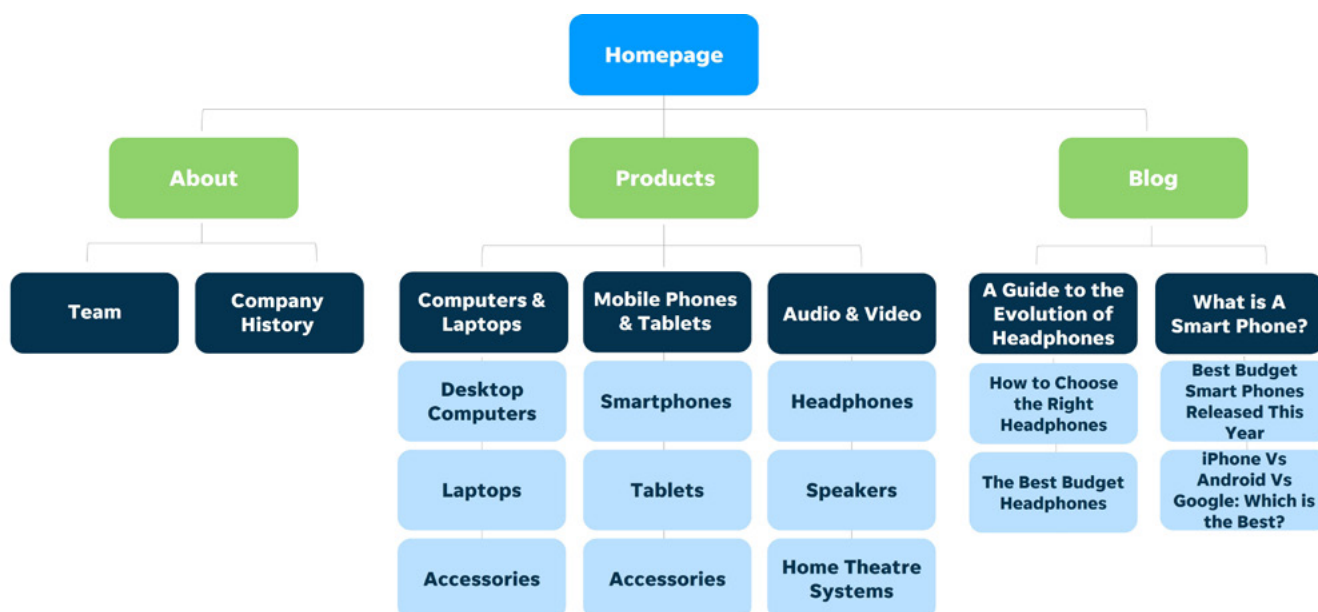 Homepage
About
Products
Blog
Team
Company
History
Computers &
Laptops
Mobile Phones
& Tablets
Audio & Video
A Guide to the
Evolution of
Headphones
What is A
Smart Phone?
Desktop
Computers
Smartphones
Headphones
How to Choose
the Right
Headphones
Best Budget
Smart Phones
Released This
Year
Laptops
Tablets
Speakers
The Best Budget
Headphones
iPhone Vs
Android Vs
Google: Which is
the Best?
Accessories
Accessories
Home Theatre
Systems